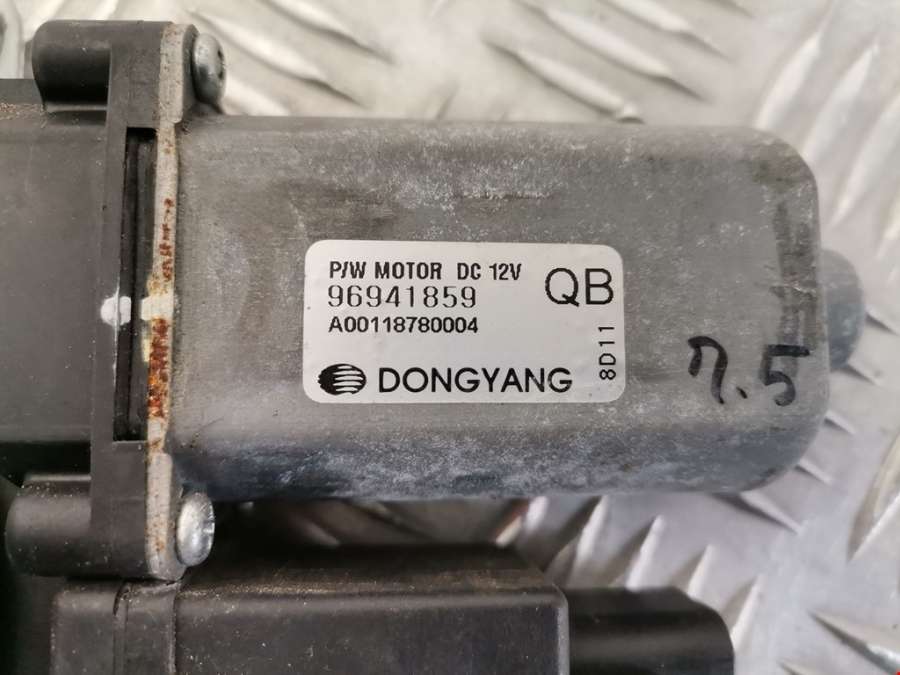 P/W MOTOR DC 12V
96941859
QB
A00118780004
8D11
DONGYANG
7.5